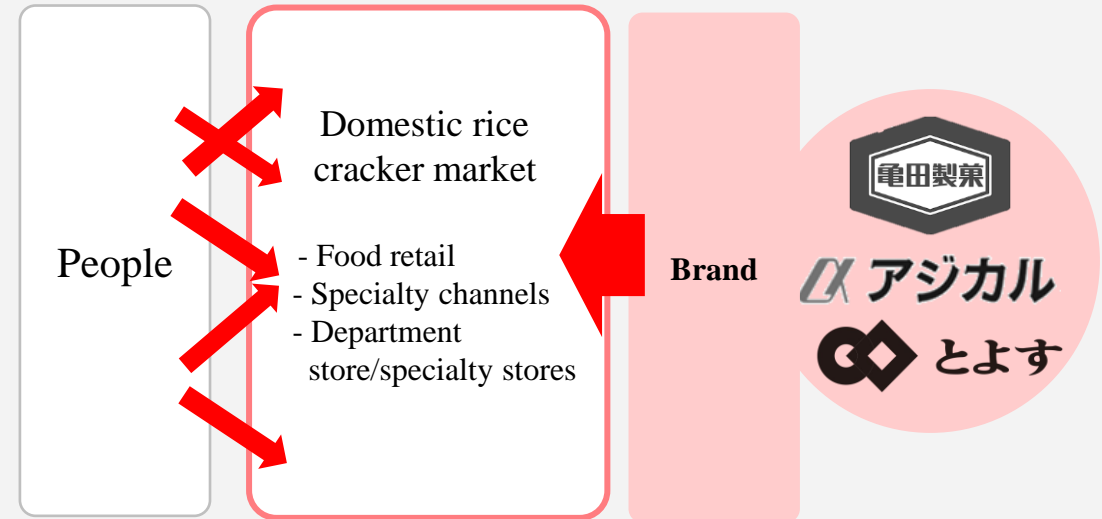 People
Domestic rice
cracker market
- Food retail
- Specialty channels
- Department
store/specialty stores
Brand
亀田製菓
アジカル
とよす